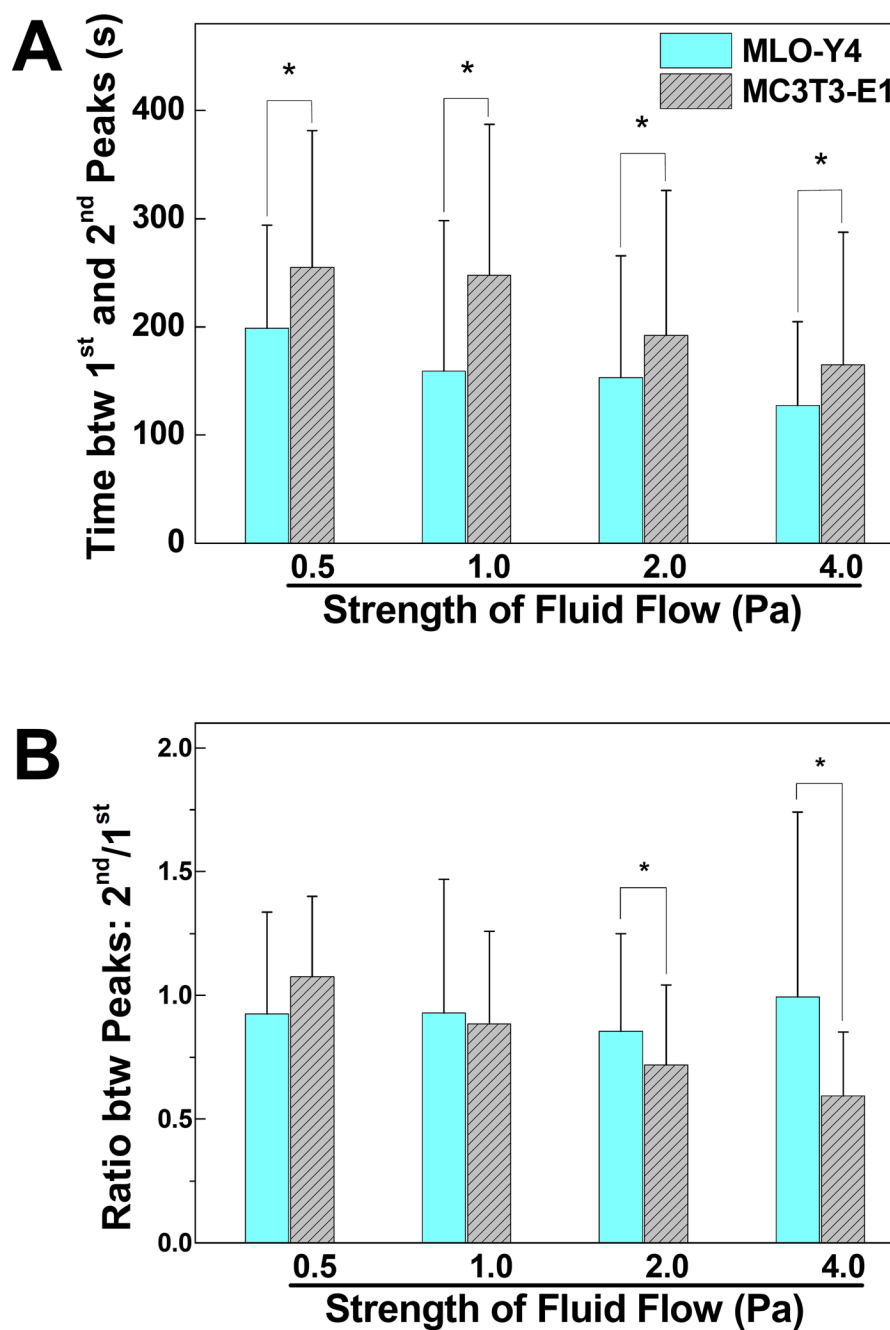 A
Time btw 1st and 2nd Peaks (s)
MLO-Y4
MC3T3-E1
*
*
*
*
400
300
200
100
0
0.5 1.0 2.0 4.0
Strength of Fluid Flow (Pa)
B
Ratio btw Peaks: 2nd/1st
*
*
2.0
1.5
1.0
0.5
0.0
0.5 1.0 2.0 4.0
Strength of Fluid Flow (Pa)